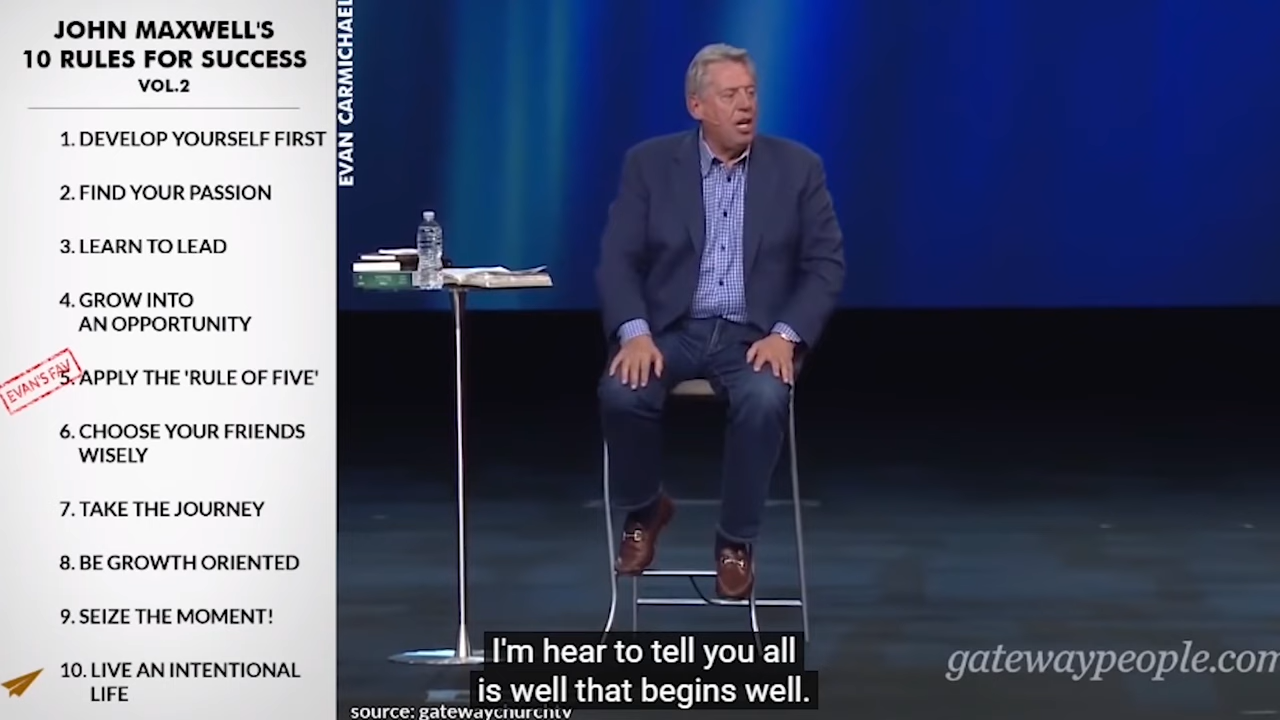 JOHN MAXWELL'S
10 RULES FOR SUCCESS
VOL.2
1. DEVELOP YOURSELF FIRST
2. FIND YOUR PASSION
3. LEARN TO LEAD
4. GROW INTO
AN OPPORTUNITY
EVAN'S FAV
5. APPLY THE 'RULE OF FIVE'
6. CHOOSE YOUR FRIENDS
WISELY
7. TAKE THE JOURNEY
8. BE GROWTH ORIENTED
9. SEIZE THE MOMENT!
10. LIVE AN INTENTIONAL
LIFE
EVAN CARMICHAEL
I'm hear to tell you all
is well that begins well.
gatewaypeople.com
source: gatewaychurchtv